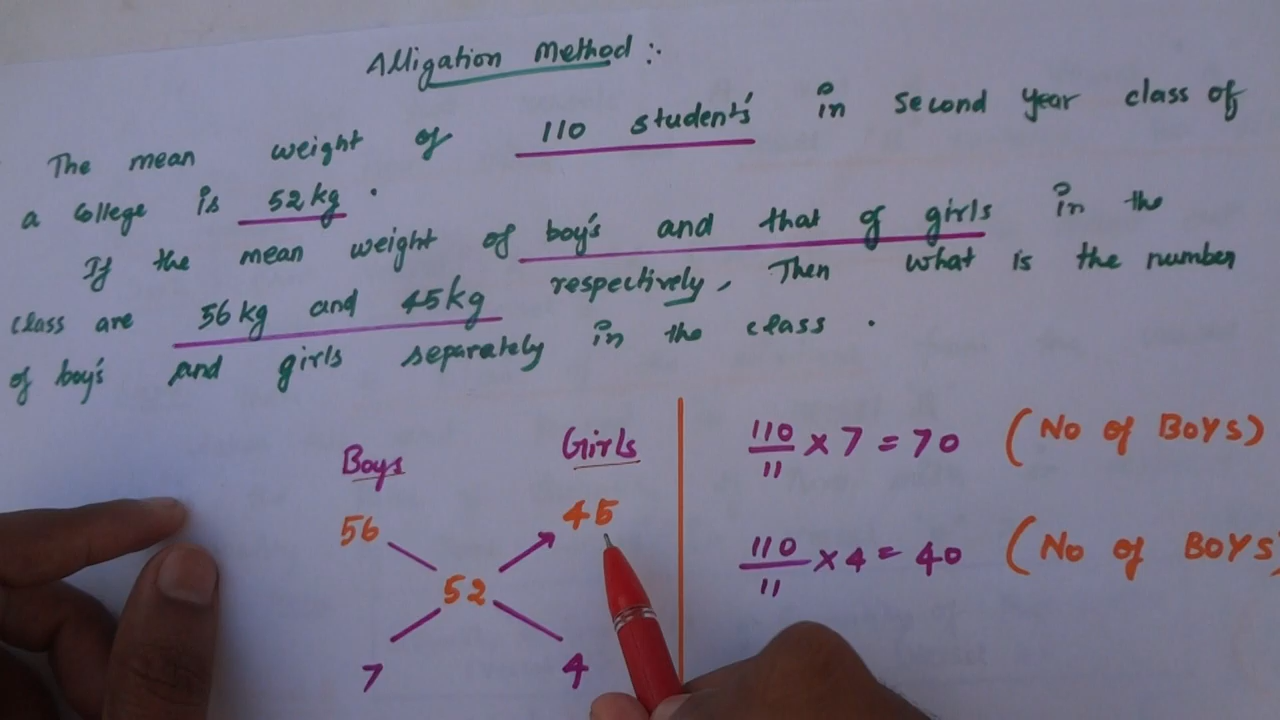 Alligation Method :-
The mean weight of 110 student's in second year class of
a college is 52 kg .
If the mean weight of boy's and that of girls in the
class are 56 kg and 45 kg respectively, Then what is the number
of boy's and girls separately in the class .
Boys Girls
56 45
52
7 4
110/11 × 7 = 70 (No of BOYS)
110/11 × 4 = 40 (No of BOYS)